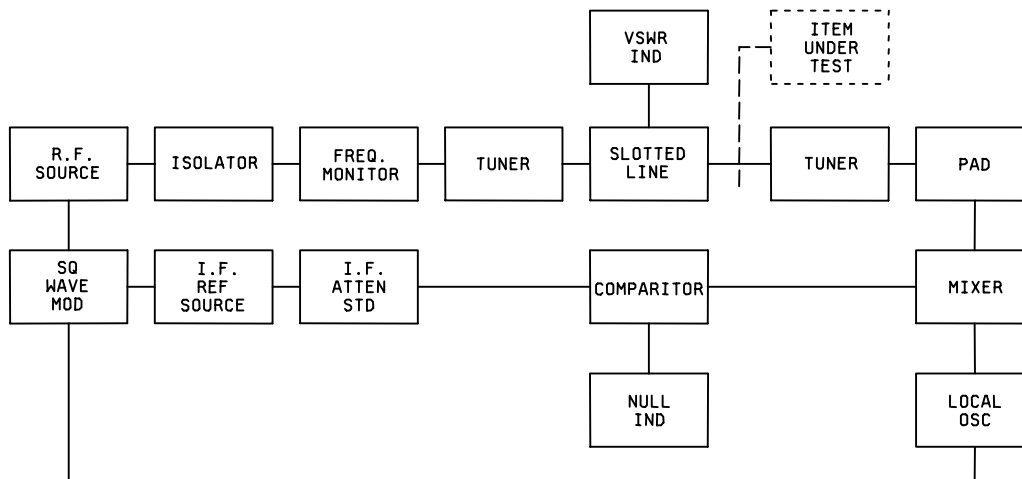 VSWR
IND
ITEM
UNDER
TEST
R.F.
SOURCE
ISOLATOR
FREQ.
MONITOR
TUNER
SLOTTED
LINE
TUNER
PAD
SQ
WAVE
MOD
I.F.
REF
SOURCE
I.F.
ATTEN
STD
COMPARITOR
MIXER
NULL
IND
LOCAL
OSC